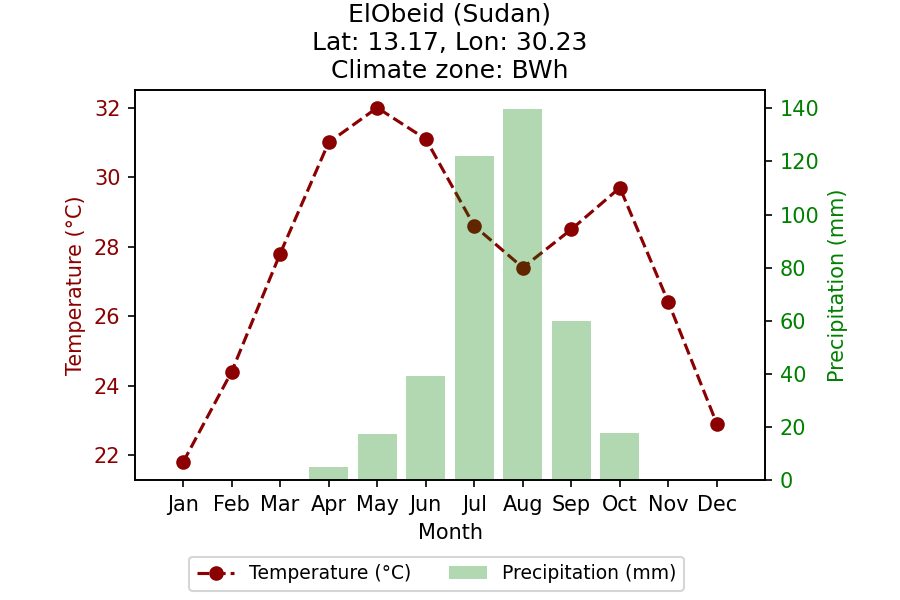 ElObeid (Sudan)
Lat: 13.17, Lon: 30.23
Climate zone: BWh
32
30
28
26
24
22
Temperature (°C)
140
120
100
80
60
40
20
0
Precipitation (mm)
Jan Feb Mar Apr May Jun Jul Aug Sep Oct Nov Dec
Month
Temperature (°C) Precipitation (mm)